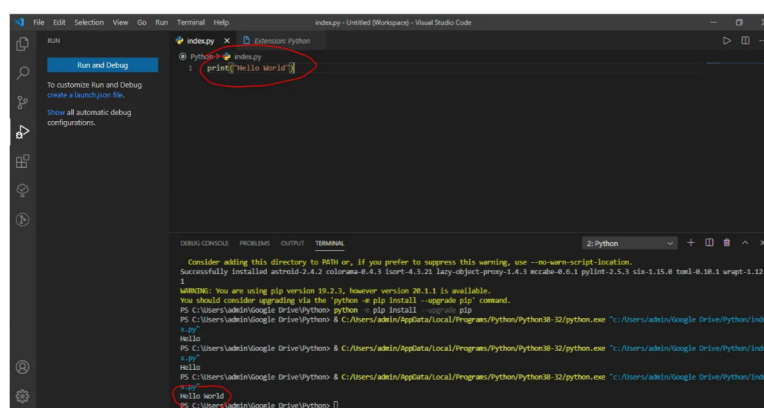 File Edit Selection View Go Run Terminal Help
index.py - Untitled (Workspace) - Visual Studio Code
RUN
Run and Debug
To customize Run and Debug
create a launch.json file.
Show all automatic debug
configurations.
index.py
Extension: Python
Python > index.py
1 print("Hello World")
DEBUG CONSOLE PROBLEMS OUTPUT TERMINAL
2: Python
Consider adding this directory to PATH or, if you prefer to suppress this warning, use --no-warn-script-location.
Successfully installed astroid-2.4.2 colorama-0.4.3 isort-4.3.21 lazy-object-proxy-1.4.3 mccabe-0.6.1 pylint-2.5.3 six-1.15.0 toml-0.10.1 wrapt-1.12
1
WARNING: You are using pip version 19.2.3, however version 20.1.1 is available.
You should consider upgrading via the 'python -m pip install --upgrade pip' command.
PS C:\Users\admin\Google Drive\Python> python -m pip install --upgrade pip
PS C:\Users\admin\Google Drive\Python> & C:/Users/admin/AppData/Local/Programs/Python/Python38-32/python.exe "c:/Users/admin/Google Drive/Python/inde
x.py"
Hello
PS C:\Users\admin\Google Drive\Python> & C:/Users/admin/AppData/Local/Programs/Python/Python38-32/python.exe "c:/Users/admin/Google Drive/Python/inde
x.py"
Hello
PS C:\Users\admin\Google Drive\Python> & C:/Users/admin/AppData/Local/Programs/Python/Python38-32/python.exe "c:/Users/admin/Google Drive/Python/inde
x.py"
Hello World
PS C:\Users\admin\Google Drive\Python>